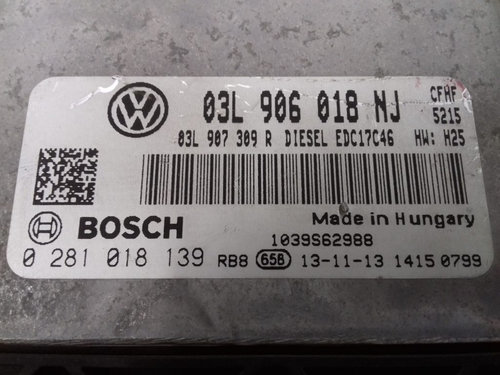 03L 906 018 NJ CFHF
5215
03L 907 309 R DIESEL EDC17C46 HW: H25
BOSCH
Made in Hungary
1039S62988
0 281 018 139 RB8 658 13-11-13 1415 0799